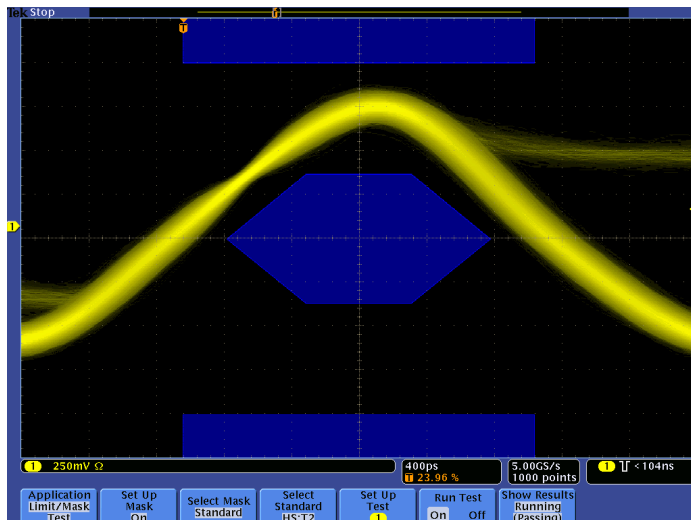 Tek Stop
T
T
1
1 250mV Ω
400ps
T 23.96 %
5.00GS/s
1000 points
1 <104ns
Application
Limit/Mask
Test
Set Up
Mask
On
Select Mask
Standard
Select
Standard
HS:T2
Set Up
Test
1
Run Test
On Off
Show Results
Running
(Passing)